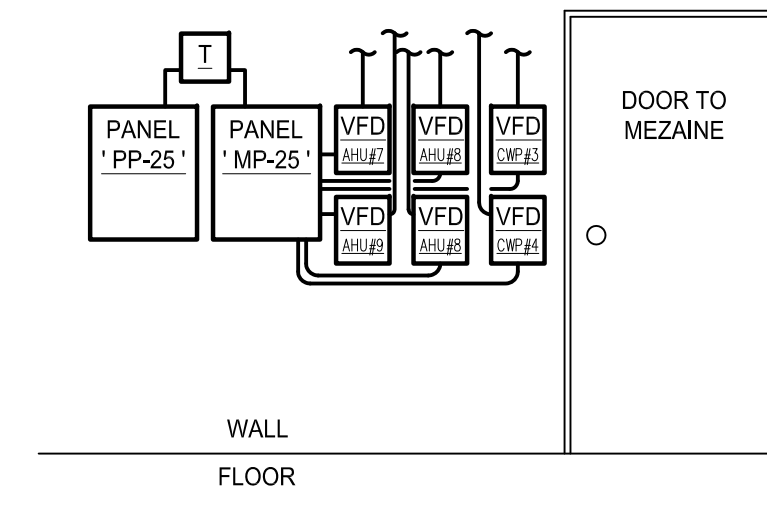 T
PANEL
' PP-25 '
PANEL
' MP-25 '
VFD
AHU#7
VFD
AHU#8
VFD
CWP#3
VFD
AHU#9
VFD
AHU#8
VFD
CWP#4
DOOR TO
MEZAINE
WALL
FLOOR